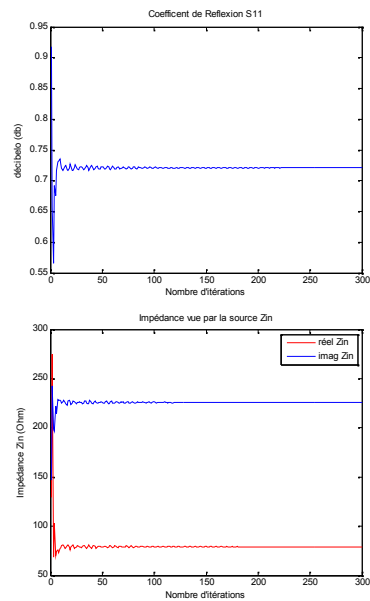 Coefficent de Reflexion S11
0.95
0.9
0.85
0.8
0.75
0.7
0.65
0.6
0.55
décibelo (db)
0 50 100 150 200 250 300
Nombre d'itérations
Impédance vue par la source Zin
300
250
200
150
100
50
Impédance Zin (Ohm)
réel Zin
imag Zin
0 50 100 150 200 250 300
Nombre d'itérations